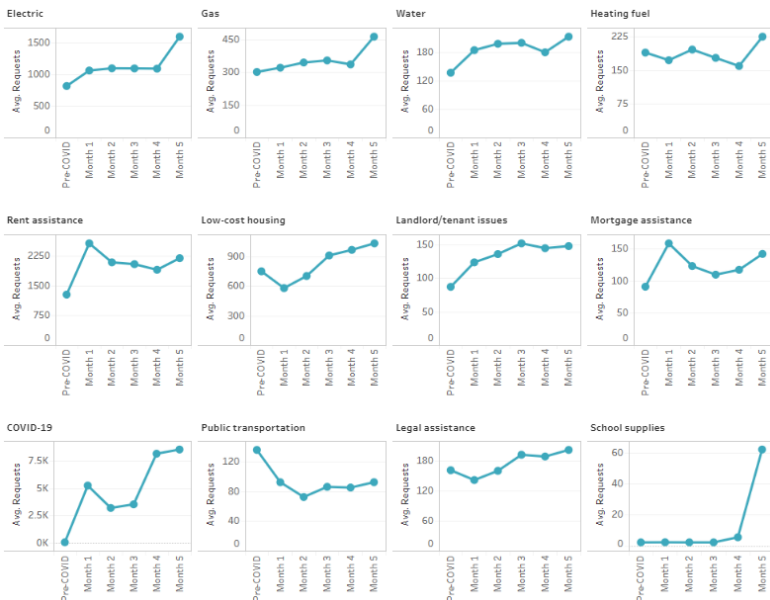 Electric
Avg. Requests
1500
1000
500
0
Pre-COVID
Month 1
Month 2
Month 3
Month 4
Month 5
Gas
Avg. Requests
450
300
150
0
Pre-COVID
Month 1
Month 2
Month 3
Month 4
Month 5
Water
Avg. Requests
180
120
60
0
Pre-COVID
Month 1
Month 2
Month 3
Month 4
Month 5
Heating fuel
Avg. Requests
225
150
75
0
Pre-COVID
Month 1
Month 2
Month 3
Month 4
Month 5
Rent assistance
Avg. Requests
2250
1500
750
0
Pre-COVID
Month 1
Month 2
Month 3
Month 4
Month 5
Low-cost housing
Avg. Requests
900
600
300
0
Pre-COVID
Month 1
Month 2
Month 3
Month 4
Month 5
Landlord/tenant issues
Avg. Requests
150
100
50
0
Pre-COVID
Month 1
Month 2
Month 3
Month 4
Month 5
Mortgage assistance
Avg. Requests
150
100
50
0
Pre-COVID
Month 1
Month 2
Month 3
Month 4
Month 5
COVID-19
Avg. Requests
7.5K
5K
2.5K
0K
Pre-COVID
Month 1
Month 2
Month 3
Month 4
Month 5
Public transportation
Avg. Requests
120
80
40
0
Pre-COVID
Month 1
Month 2
Month 3
Month 4
Month 5
Legal assistance
Avg. Requests
180
120
60
0
Pre-COVID
Month 1
Month 2
Month 3
Month 4
Month 5
School supplies
Avg. Requests
60
40
20
0
Pre-COVID
Month 1
Month 2
Month 3
Month 4
Month 5